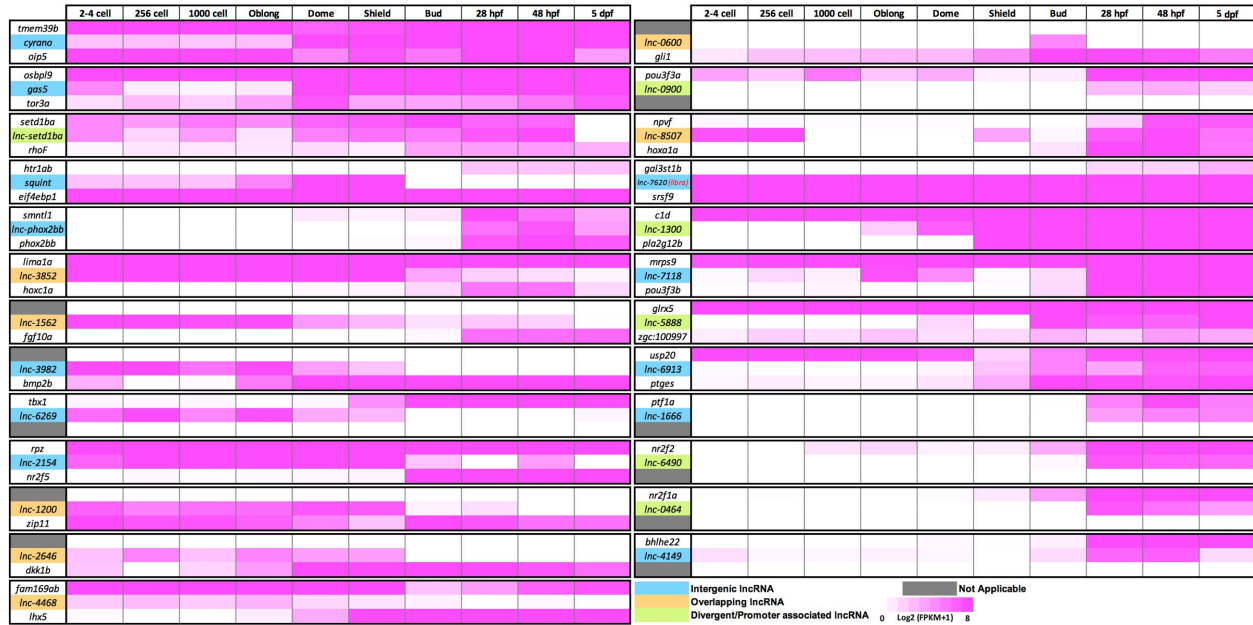 2-4 cell 256 cell 1000 cell Oblong Dome Shield Bud 28 hpf 48 hpf 5 dpf
tmem39b
cyrano
oip5
osbpl9
gas5
tor3a
setd1ba
lnc-setd1ba
rhoF
htr1ab
squint
eif4ebp1
smntl1
lnc-phox2bb
phox2bb
lima1a
lnc-3852
hoxc1a
lnc-1562
fgf10a
lnc-3982
bmp2b
tbx1
lnc-6269
rpz
lnc-2154
nr2f5
lnc-1200
zip11
lnc-2646
dkk1b
fam169ab
lnc-4468
lhx5
2-4 cell 256 cell 1000 cell Oblong Dome Shield Bud 28 hpf 48 hpf 5 dpf
lnc-0600
gli1
pou3f3a
lnc-0900
npvf
lnc-8507
hoxa1a
gal3st1b
lnc-7620 (libra)
srsf9
c1d
lnc-1300
pla2g12b
mrps9
lnc-7118
pou3f3b
glrx5
lnc-5888
zgc:100997
usp20
lnc-6913
ptges
ptf1a
lnc-1666
nr2f2
lnc-6490
nr2f1a
lnc-0464
bhlhe22
lnc-4149
Intergenic lncRNA
Overlapping lncRNA
Divergent/Promoter associated lncRNA
Not Applicable
0 Log2 (FPKM+1) 8